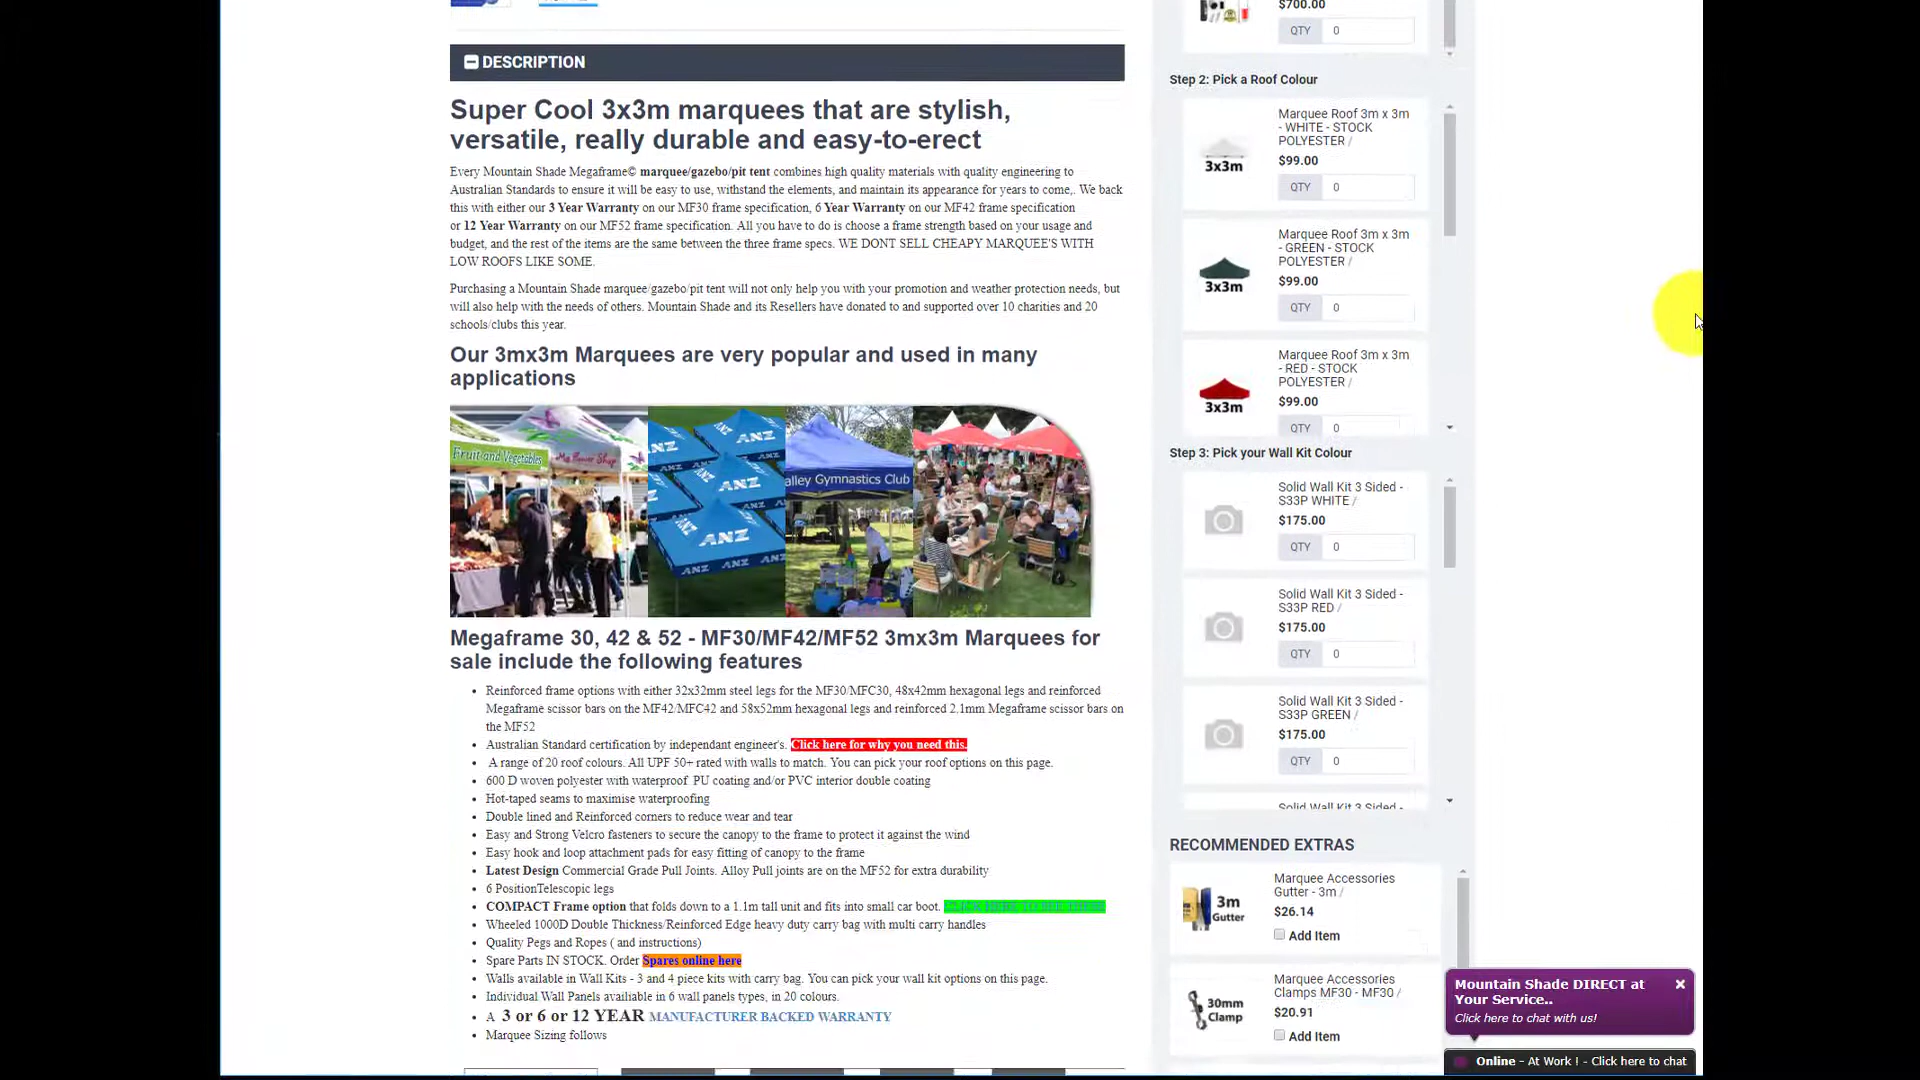 DESCRIPTION
Super Cool 3x3m marquees that are stylish,
versatile, really durable and easy-to-erect
Every Mountain Shade Megaframe© marquee/gazebo/pit tent combines high quality materials with quality engineering to
Australian Standards to ensure it will be easy to use, withstand the elements, and maintain its appearance for years to come,. We back
this with either our 3 Year Warranty on our MF30 frame specification, 6 Year Warranty on our MF42 frame specification
or 12 Year Warranty on our MF52 frame specification. All you have to do is choose a frame strength based on your usage and
budget, and the rest of the items are the same between the three frame specs. WE DONT SELL CHEAPY MARQUEE'S WITH
LOW ROOFS LIKE SOME.
Purchasing a Mountain Shade marquee/gazebo/pit tent will not only help you with your promotion and weather protection needs, but
will also help with the needs of others. Mountain Shade and its Resellers have donated to and supported over 10 charities and 20
schools/clubs this year.
Our 3mx3m Marquees are very popular and used in many
applications
Fruit and Vegetables
My Flower Shop
ANZ
ANZ
ANZ
ANZ
ANZ
ANZ
alley Gymnastics Club
Megaframe 30, 42 & 52 - MF30/MF42/MF52 3mx3m Marquees for
sale include the following features
Reinforced frame options with either 32x32mm steel legs for the MF30/MFC30, 48x42mm hexagonal legs and reinforced
Megaframe scissor bars on the MF42/MFC42 and 58x52mm hexagonal legs and reinforced 2.1mm Megaframe scissor bars on
the MF52
Australian Standard certification by independant engineer's. Click here for why you need this.
A range of 20 roof colours. All UPF 50+ rated with walls to match. You can pick your roof options on this page.
600 D woven polyester with waterproof PU coating and/or PVC interior double coating
Hot-taped seams to maximise waterproofing
Double lined and Reinforced corners to reduce wear and tear
Easy and Strong Velcro fasteners to secure the canopy to the frame to protect it against the wind
Easy hook and loop attachment pads for easy fitting of canopy to the frame
Latest Design Commercial Grade Pull Joints. Alloy Pull joints are on the MF52 for extra durability
6 PositionTelescopic legs
COMPACT Frame option that folds down to a 1.1m tall unit and fits into small car boot.
Wheeled 1000D Double Thickness/Reinforced Edge heavy duty carry bag with multi carry handles
Quality Pegs and Ropes ( and instructions)
Spare Parts IN STOCK. Order Spares online here
Walls available in Wall Kits - 3 and 4 piece kits with carry bag. You can pick your wall kit options on this page.
Individual Wall Panels availiable in 6 wall panels types, in 20 colours.
A 3 or 6 or 12 YEAR MANUFACTURER BACKED WARRANTY
Marquee Sizing follows
$700.00
QTY 0
Step 2: Pick a Roof Colour
Marquee Roof 3m x 3m
- WHITE - STOCK
POLYESTER /
$99.00
QTY 0
3x3m
Marquee Roof 3m x 3m
- GREEN - STOCK
POLYESTER /
$99.00
QTY 0
3x3m
Marquee Roof 3m x 3m
- RED - STOCK
POLYESTER /
$99.00
QTY 0
3x3m
Step 3: Pick your Wall Kit Colour
Solid Wall Kit 3 Sided -
S33P WHITE /
$175.00
QTY 0
Solid Wall Kit 3 Sided -
S33P RED /
$175.00
QTY 0
Solid Wall Kit 3 Sided -
S33P GREEN /
$175.00
QTY 0
Solid Wall Kit 3 Sided -
RECOMMENDED EXTRAS
3m
Gutter
Marquee Accessories
Gutter - 3m /
$26.14
Add Item
30mm
Clamp
Marquee Accessories
Clamps MF30 - MF30 /
$20.91
Add Item
Mountain Shade DIRECT at
Your Service..
Click here to chat with us!
Online - At Work ! - Click here to chat